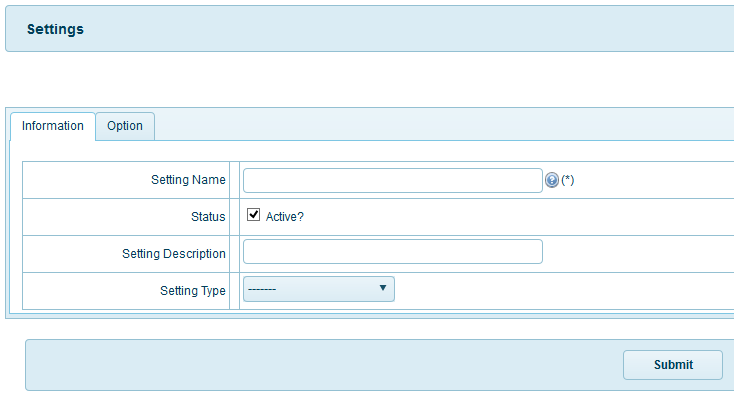 Settings
Information Option
Setting Name (*)
Status Active?
Setting Description
Setting Type -------
Submit